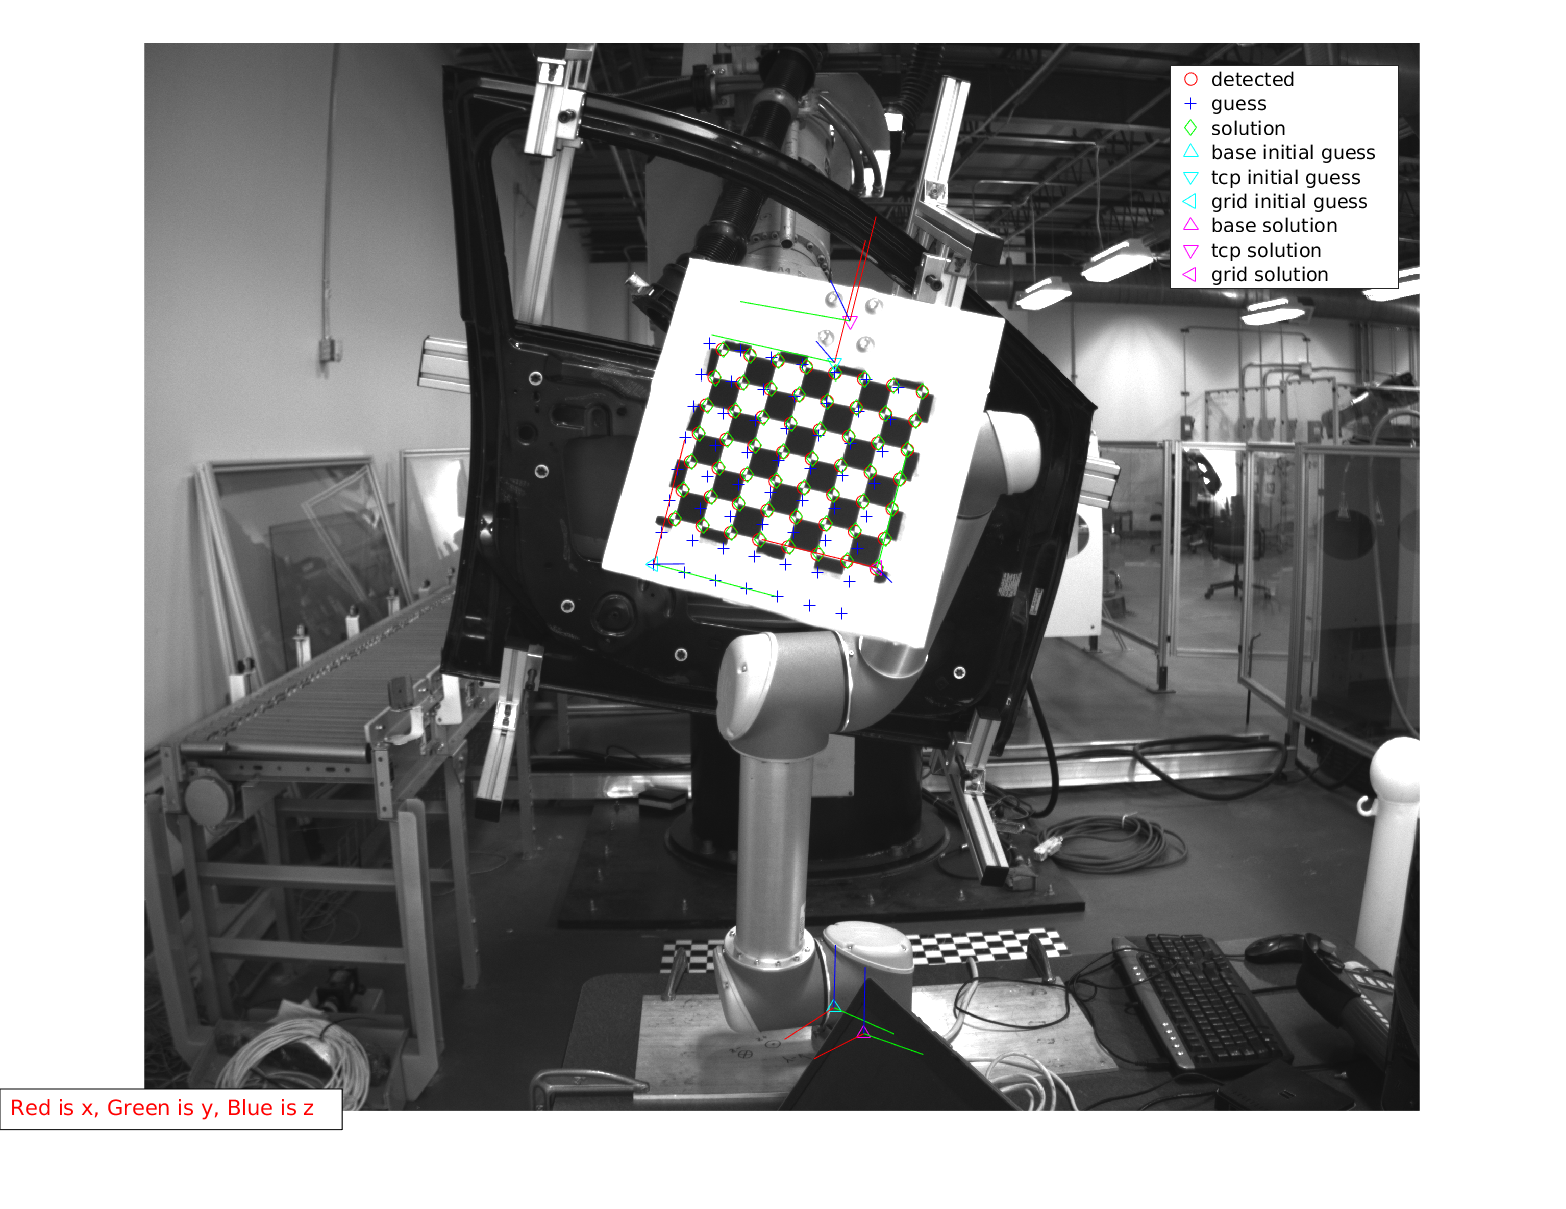 detected
guess
solution
base initial guess
tcp initial guess
grid initial guess
base solution
tcp solution
grid solution
Red is x, Green is y, Blue is z